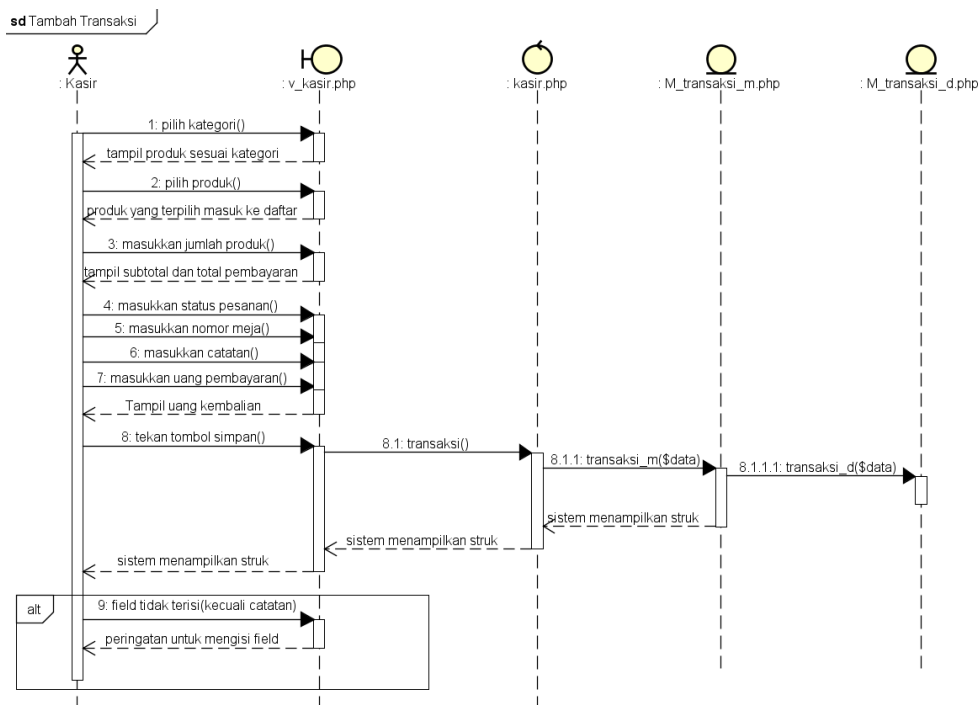 sd Tambah Transaksi
: Kasir
: v_kasir.php
: kasir.php
: M_transaksi_m.php
: M_transaksi_d.php
1: pilih kategori()
tampil produk sesuai kategori
2: pilih produk()
produk yang terpilih masuk ke daftar
3: masukkan jumlah produk()
tampil subtotal dan total pembayaran
4: masukkan status pesanan()
5: masukkan nomor meja()
6: masukkan catatan()
7: masukkan uang pembayaran()
Tampil uang kembalian
8: tekan tombol simpan()
8.1: transaksi()
8.1.1: transaksi_m($data)
8.1.1.1: transaksi_d($data)
sistem menampilkan struk
sistem menampilkan struk
sistem menampilkan struk
alt
9: field tidak terisi(kecuali catatan)
peringatan untuk mengisi field